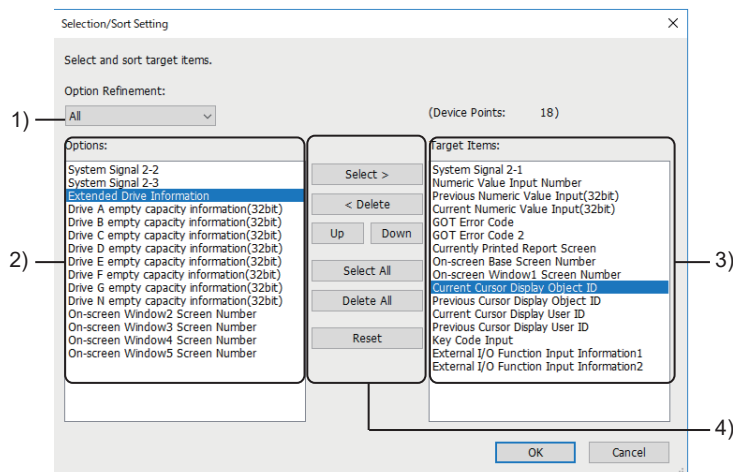 Selection/Sort Setting
Select and sort target items.
Option Refinement:
1)
All
(Device Points: 18)
Options:
System Signal 2-2
System Signal 2-3
Extended Drive Information
Drive A empty capacity information(32bit)
Drive B empty capacity information(32bit)
Drive C empty capacity information(32bit)
Drive D empty capacity information(32bit)
Drive E empty capacity information(32bit)
Drive F empty capacity information(32bit)
Drive G empty capacity information(32bit)
Drive N empty capacity information(32bit)
On-screen Window2 Screen Number
On-screen Window3 Screen Number
On-screen Window4 Screen Number
On-screen Window5 Screen Number
2)
Select >
< Delete
Up Down
Select All
Delete All
Reset
Target Items:
System Signal 2-1
Numeric Value Input Number
Previous Numeric Value Input(32bit)
Current Numeric Value Input(32bit)
GOT Error Code
GOT Error Code 2
Currently Printed Report Screen
On-screen Base Screen Number
On-screen Window1 Screen Number
Current Cursor Display Object ID
Previous Cursor Display Object ID
Current Cursor Display User ID
Previous Cursor Display User ID
Key Code Input
External I/O Function Input Information1
External I/O Function Input Information2
3)
4)
OK Cancel